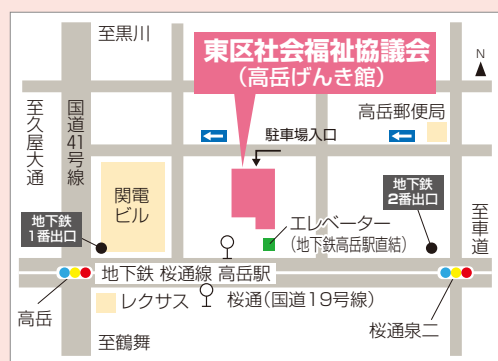 至黒川
東区社会福祉協議会
(高岳げんき館)
N
至久屋大通
国道41号線
高岳郵便局
駐車場入口
関電
ビル
地下鉄
1番出口
地下鉄
2番出口
至車道
エレベーター
(地下鉄高岳駅直結)
地下鉄 桜通線 高岳駅
高岳
レクサス
桜通(国道19号線)
桜通泉二
至鶴舞